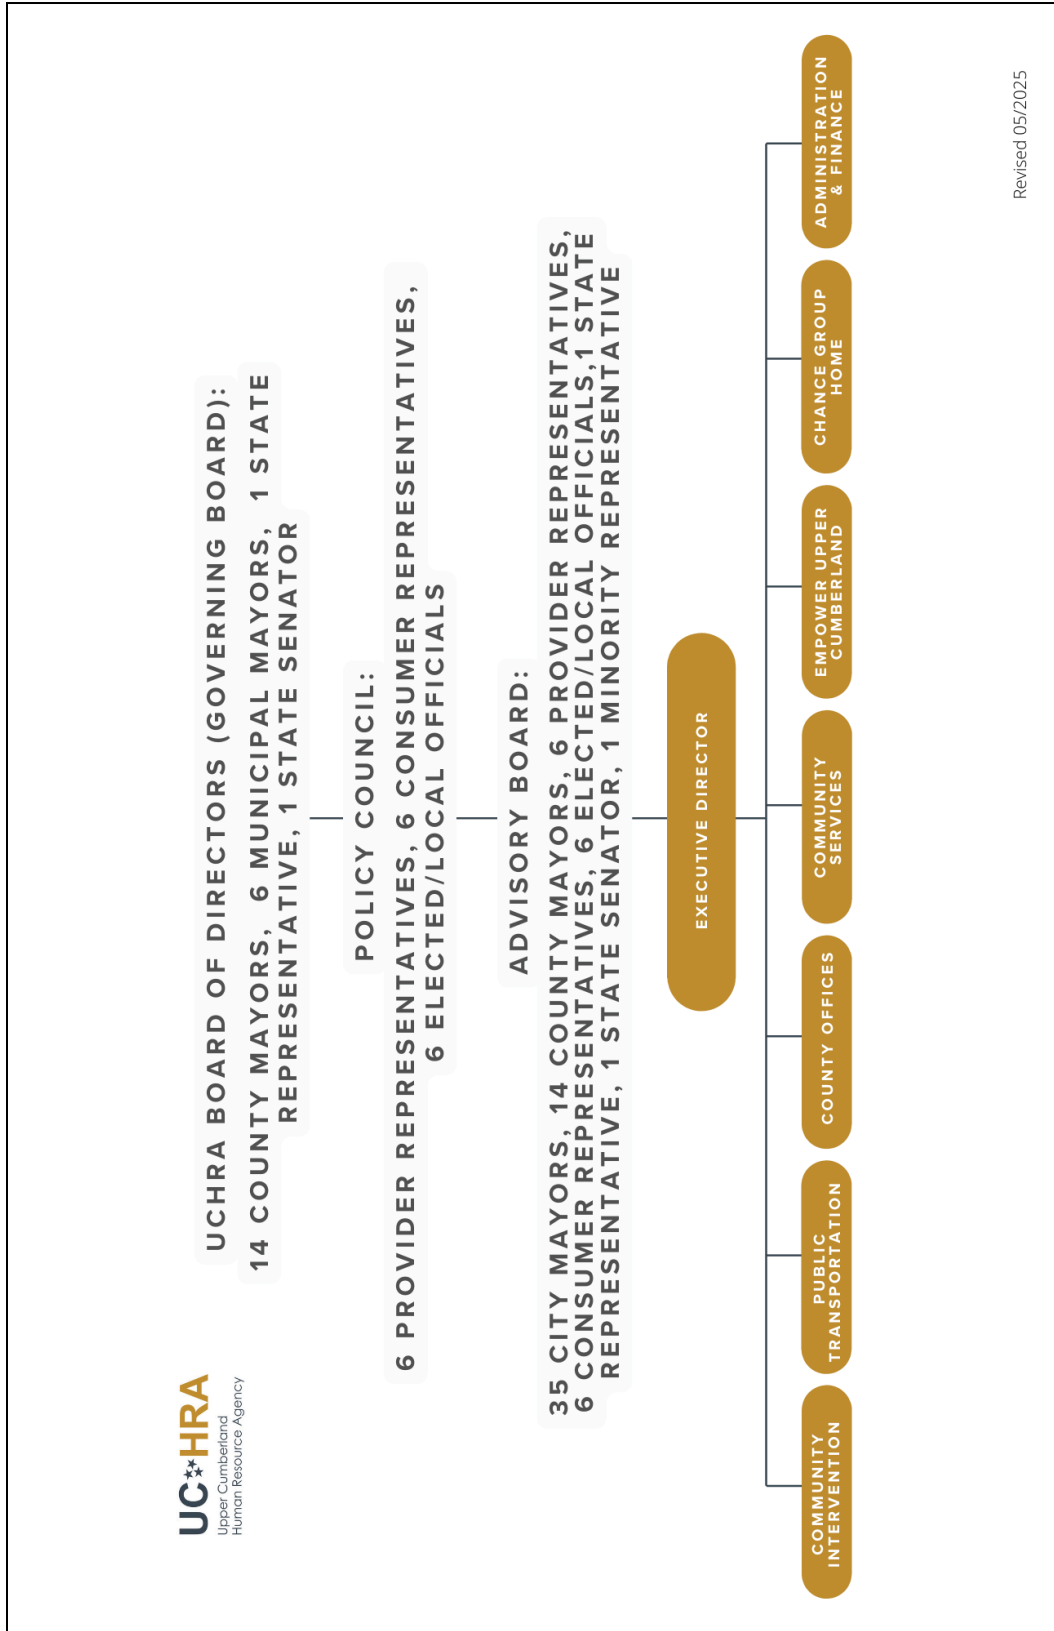 UC HRA
Upper Cumberland
Human Resource Agency
UCHRA BOARD OF DIRECTORS (GOVERNING BOARD):
14 COUNTY MAYORS, 6 MUNICIPAL MAYORS, 1 STATE
REPRESENTATIVE, 1 STATE SENATOR
POLICY COUNCIL:
6 PROVIDER REPRESENTATIVES, 6 CONSUMER REPRESENTATIVES,
6 ELECTED/LOCAL OFFICIALS
ADVISORY BOARD:
35 CITY MAYORS, 14 COUNTY MAYORS, 6 PROVIDER REPRESENTATIVES,
6 CONSUMER REPRESENTATIVES, 6 ELECTED/LOCAL OFFICIALS,1 STATE
REPRESENTATIVE, 1 STATE SENATOR, 1 MINORITY REPRESENTATIVE
EXECUTIVE DIRECTOR
COMMUNITY
INTERVENTION
PUBLIC
TRANSPORTATION
COUNTY OFFICES
COMMUNITY
SERVICES
EMPOWER UPPER
CUMBERLAND
CHANCE GROUP
HOME
ADMINISTRATION
& FINANCE
Revised 05/2025